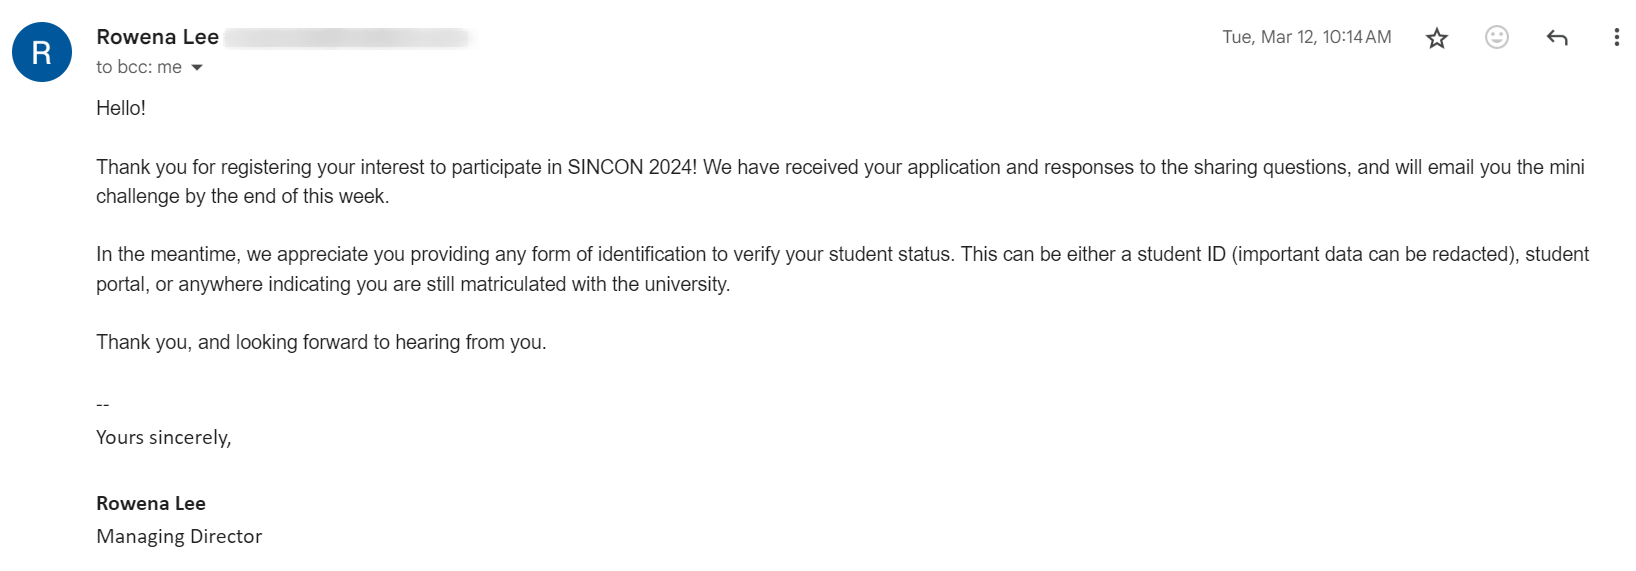 R
Rowena Lee
Tue, Mar 12, 10:14 AM
to bcc: me
Hello!
Thank you for registering your interest to participate in SINCON 2024! We have received your application and responses to the sharing questions, and will email you the mini
challenge by the end of this week.
In the meantime, we appreciate you providing any form of identification to verify your student status. This can be either a student ID (important data can be redacted), student
portal, or anywhere indicating you are still matriculated with the university.
Thank you, and looking forward to hearing from you.
--
Yours sincerely,
Rowena Lee
Managing Director